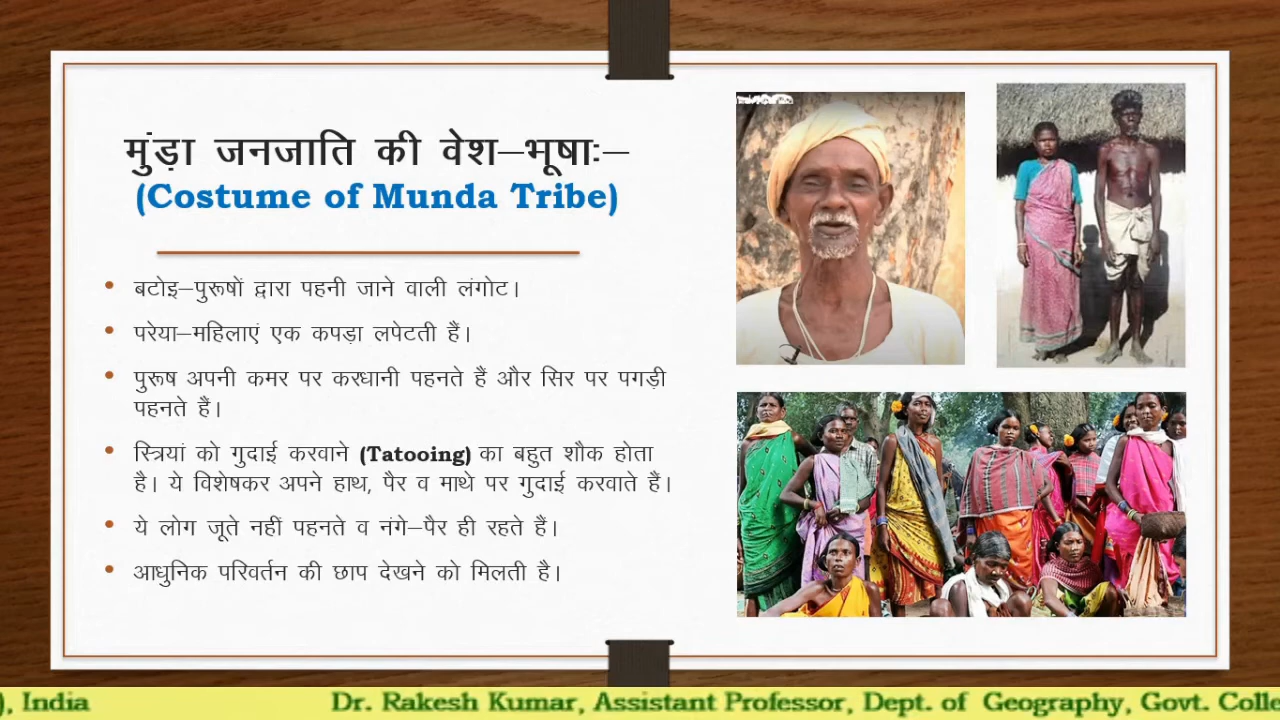 मुंड़ा जनजाति की वेश–भूषाः–
(Costume of Munda Tribe)
• बटोइ–पुरूषों द्वारा पहनी जाने वाली लंगोट।
• परेया–महिलाएं एक कपड़ा लपेटती हैं।
• पुरूष अपनी कमर पर करधानी पहनते हैं और सिर पर पगड़ी
पहनते हैं।
• स्त्रियां को गुदाई करवाने (Tatooing) का बहुत शौक होता
है। ये विशेषकर अपने हाथ, पैर व माथे पर गुदाई करवाते हैं।
• ये लोग जूते नहीं पहनते व नंगे–पैर ही रहते हैं।
• आधुनिक परिवर्तन की छाप देखने को मिलती है।
), India Dr. Rakesh Kumar, Assistant Professor, Dept. of Geography, Govt. Colle